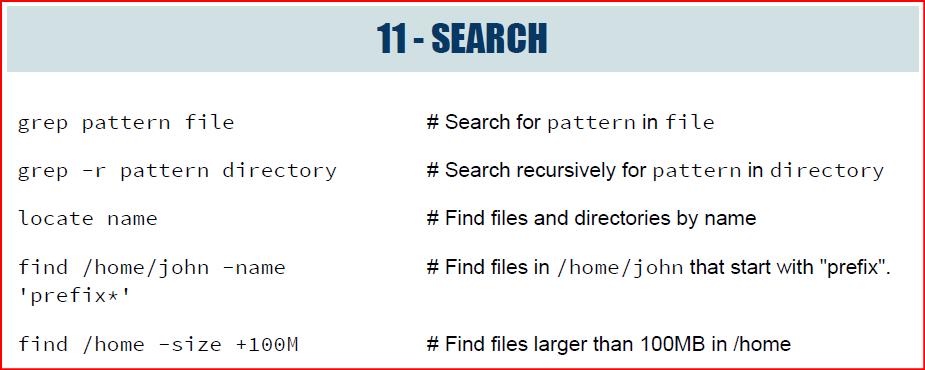 11 - SEARCH
grep pattern file # Search for pattern in file
grep -r pattern directory # Search recursively for pattern in directory
locate name # Find files and directories by name
find /home/john -name # Find files in /home/john that start with "prefix".
'prefix*'
find /home -size +100M # Find files larger than 100MB in /home